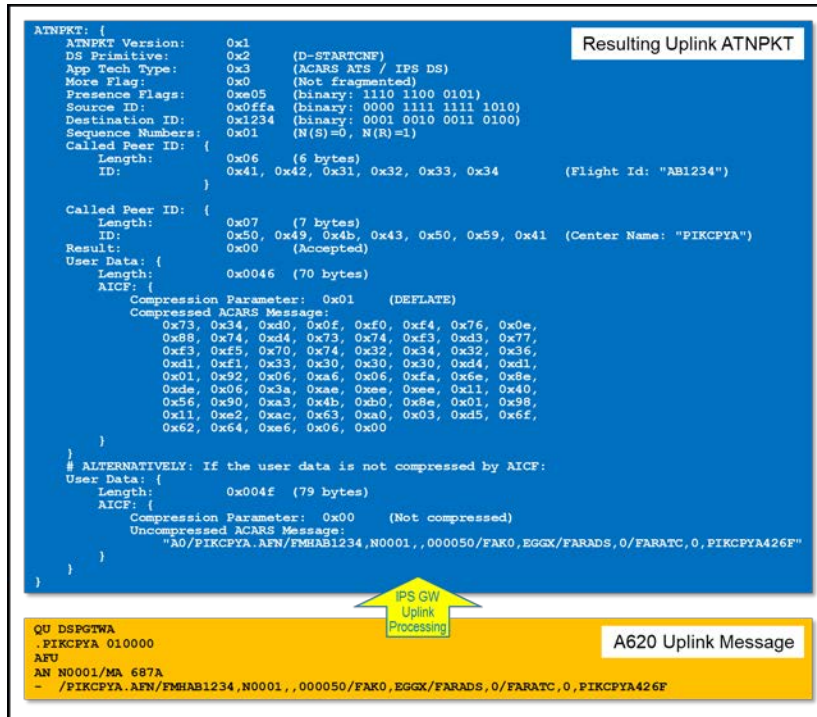 ATNPKT: {
Resulting Uplink ATNPKT
ATNPKT Version: 0x1
DS Primitive: 0x2 (D-STARTCNF)
App Tech Type: 0x3 (ACARS ATS / IPS DS)
More Flag: 0x0 (Not fragmented)
Presence Flags: 0xe05 (binary: 1110 1100 0101)
Source ID: 0x0ffa (binary: 0000 1111 1111 1010)
Destination ID: 0x1234 (binary: 0001 0010 0011 0100)
Sequence Numbers: 0x01 (N(S)=0, N(R)=1)
Called Peer ID: {
Length: 0x06 (6 bytes)
ID: 0x41, 0x42, 0x31, 0x32, 0x33, 0x34 (Flight Id: "AB1234")
}
Called Peer ID: {
Length: 0x07 (7 bytes)
ID: 0x50, 0x49, 0x4b, 0x43, 0x50, 0x59, 0x41 (Center Name: "PIKCPYA")
Result: 0x00 (Accepted)
User Data: {
Length: 0x0046 (70 bytes)
AICF: {
Compression Parameter: 0x01 (DEFLATE)
Compressed ACARS Message:
0x73, 0x34, 0xd0, 0x0f, 0xf0, 0xf4, 0x76, 0x0e,
0x88, 0x74, 0xd4, 0x73, 0x74, 0xf3, 0xd3, 0x77,
0xf3, 0xf5, 0x70, 0x74, 0x32, 0x34, 0x32, 0x36,
0xd1, 0xf1, 0x33, 0x30, 0x30, 0x30, 0xd4, 0xd1,
0x01, 0x92, 0x06, 0xa6, 0x06, 0xfa, 0x6e, 0x8e,
0xde, 0x06, 0x3a, 0xae, 0xee, 0xee, 0x11, 0x40,
0x56, 0x90, 0xa3, 0x4b, 0xb0, 0x8e, 0x01, 0x98,
0x11, 0xe2, 0xac, 0x63, 0xa0, 0x03, 0xd5, 0x6f,
0x62, 0x64, 0xe6, 0x06, 0x00
}
}
# ALTERNATIVELY: If the user data is not compressed by AICF:
User Data: {
Length: 0x004f (79 bytes)
AICF: {
Compression Parameter: 0x00 (Not compressed)
Uncompressed ACARS Message:
"A0/PIKCPYA.AFN/FMHAB1234,N0001,,000050/FAK0,EGGX/FARADS,0/FARATC,0,PIKCPYA426F"
}
}
}
IPS GW
Uplink
Processing
QU DSPGTWA
A620 Uplink Message
.PIKCPYA 010000
AFU
AN N0001/MA 687A
- /PIKCPYA.AFN/FMHAB1234,N0001,,000050/FAK0,EGGX/FARADS,0/FARATC,0,PIKCPYA426F